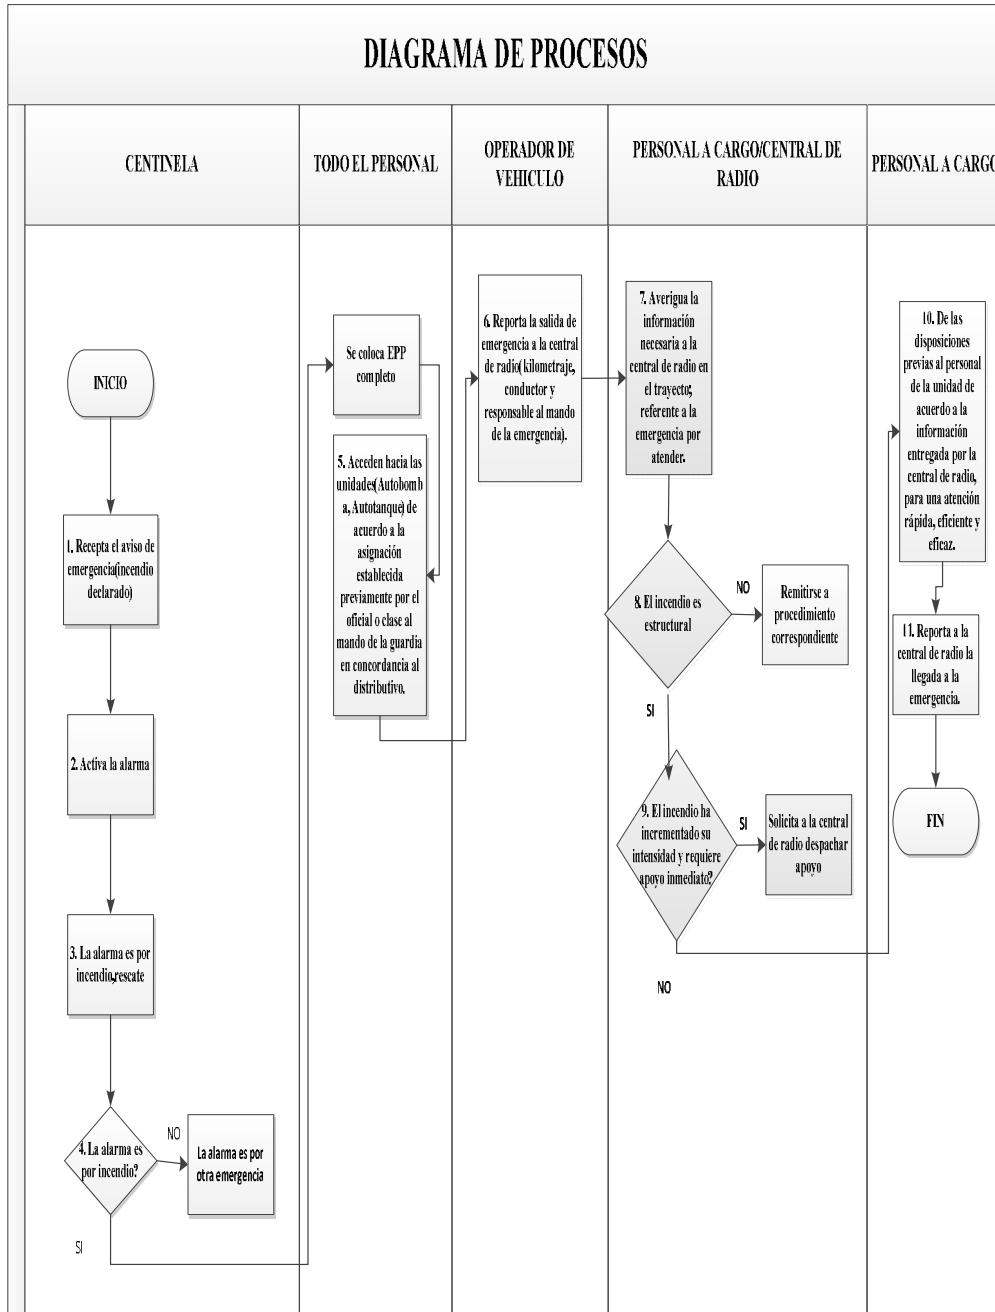 DIAGRAMA DE PROCESOS
CENTINELA
TODO EL PERSONAL
OPERADOR DE
VEHICULO
PERSONAL A CARGO/CENTRAL DE
RADIO
PERSONAL A CARGO
INICIO
1. Recepta el aviso de
emergencia(incendio
declarado)
2. Activa la alarma
3. La alarma es por
incendio,rescate
4. La alarma es
por incendio?
NO
La alarma es por
otra emergencia
SI
Se coloca EPP
completo
5. Acceden hacia las
unidades(Autobomb
a, Autotanque) de
acuerdo a la
asignación
establecida
previamente por el
oficial o clase al
mando de la guardia
en concordancia al
distributivo.
6. Reporta la salida de
emergencia a la central
de radio( kilometraje,
conductor y
responsable al mando
de la emergencia).
7. Averigua la
información
necesaria a la
central de radio en
el trayecto;
referente a la
emergencia por
atender.
8. El incendio es
estructural
NO
Remitirse a
procedimiento
correspondiente
SI
9. El incendio ha
incrementado su
intensidad y requiere
apoyo inmediato?
SI
Solicita a la central
de radio despachar
apoyo
NO
10. De las
disposiciones
previas al personal
de la unidad de
acuerdo a la
información
entregada por la
central de radio,
para una atención
rápida, eficiente y
eficaz.
11. Reporta a la
central de radio la
llegada a la
emergencia.
FIN